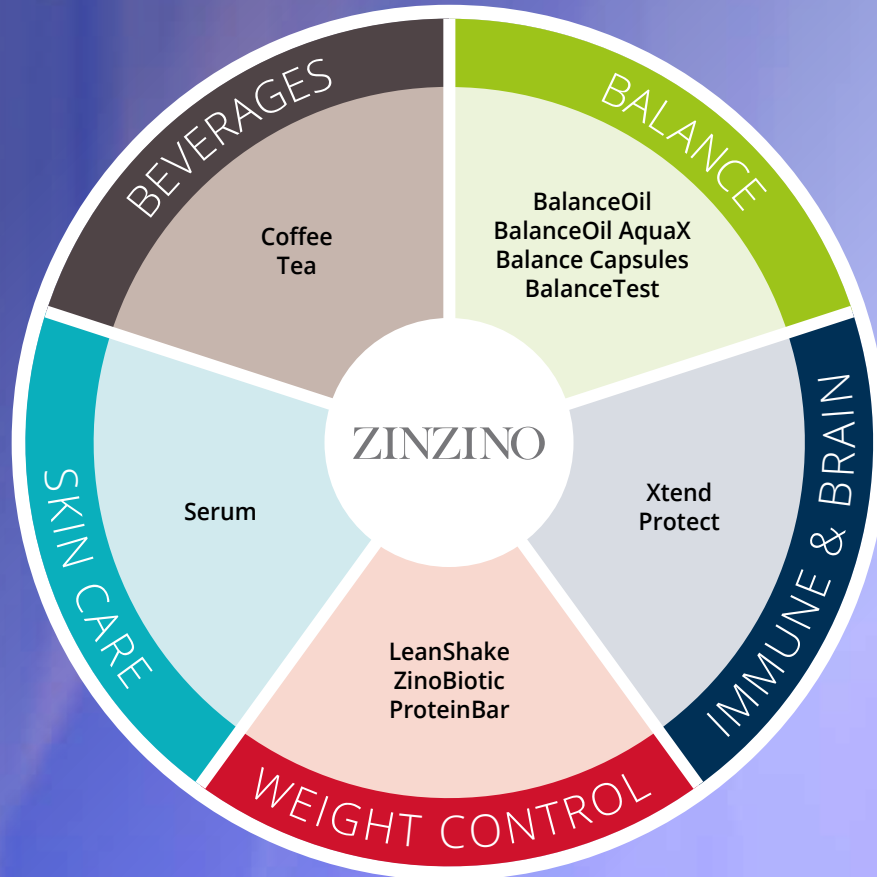 BEVERAGES
Coffee
Tea
BALANCE
BalanceOil
BalanceOil AquaX
Balance Capsules
BalanceTest
ZINZINO
SKIN CARE
Serum
IMMUNE & BRAIN
Xtend
Protect
LeanShake
ZinoBiotic
ProteinBar
WEIGHT CONTROL